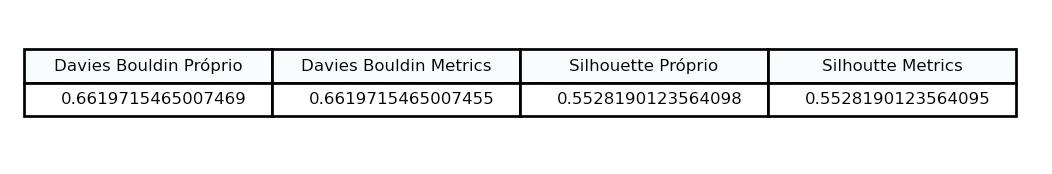 Davies Bouldin Próprio Davies Bouldin Metrics Silhouette Próprio Silhoutte Metrics
0.6619715465007469 0.6619715465007455 0.5528190123564098 0.5528190123564095